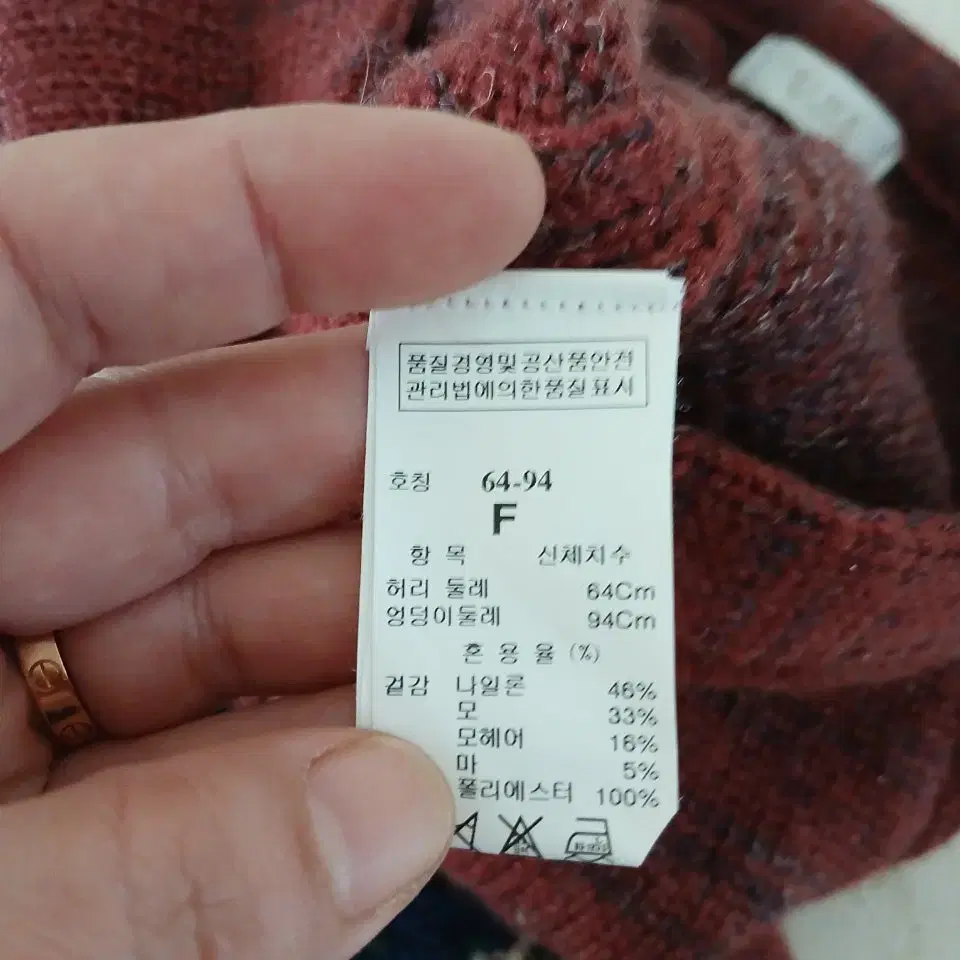 품질경영및공산품안전
관리법에의한품질표시
호칭 64-94
F
항 목 신체치수
허리 둘레 64Cm
엉덩이둘레 94Cm
혼 용 율 (%)
겉감 나일론 46%
모 33%
모헤어 16%
마 5%
폴리에스터 100%